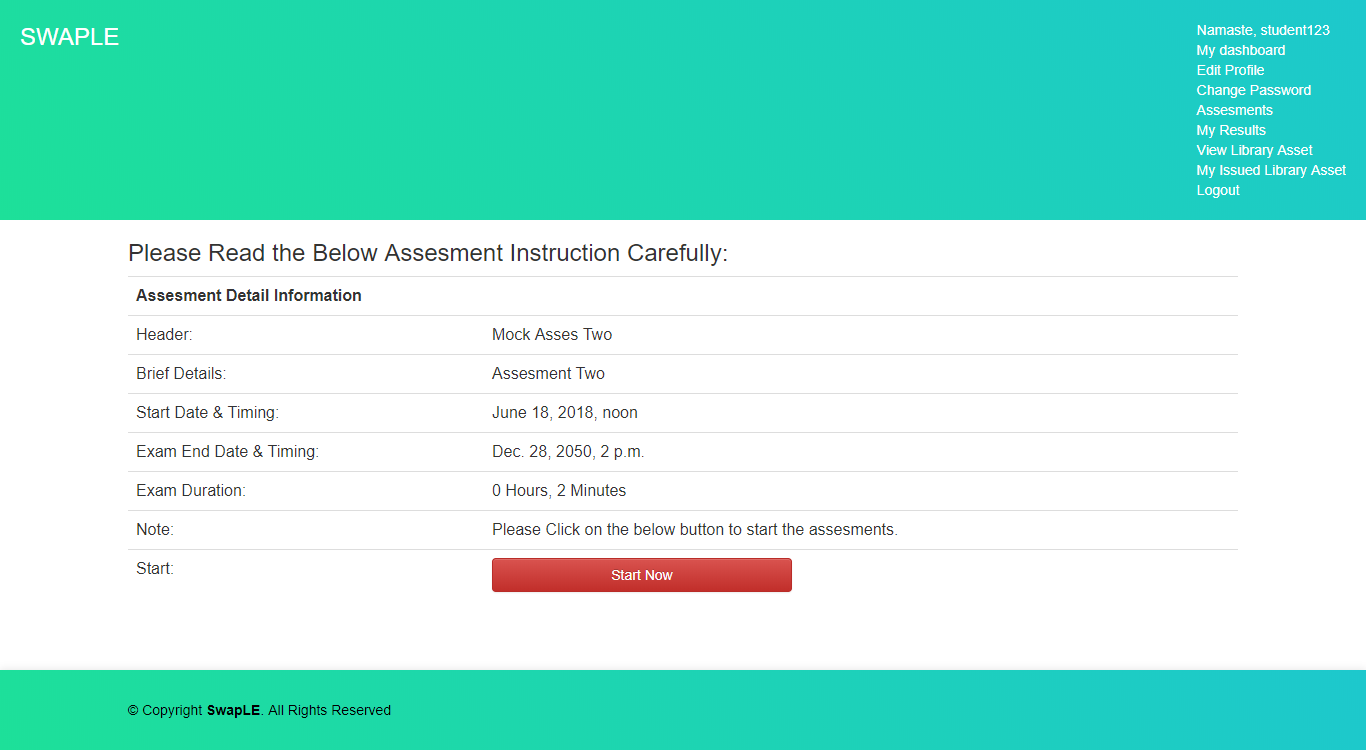 SWAPLE
Namaste, student123
My dashboard
Edit Profile
Change Password
Assesments
My Results
View Library Asset
My Issued Library Asset
Logout
Please Read the Below Assesment Instruction Carefully:
Assesment Detail Information
Header: Mock Asses Two
Brief Details: Assesment Two
Start Date & Timing: June 18, 2018, noon
Exam End Date & Timing: Dec. 28, 2050, 2 p.m.
Exam Duration: 0 Hours, 2 Minutes
Note: Please Click on the below button to start the assesments.
Start: Start Now
© Copyright SwapLE. All Rights Reserved